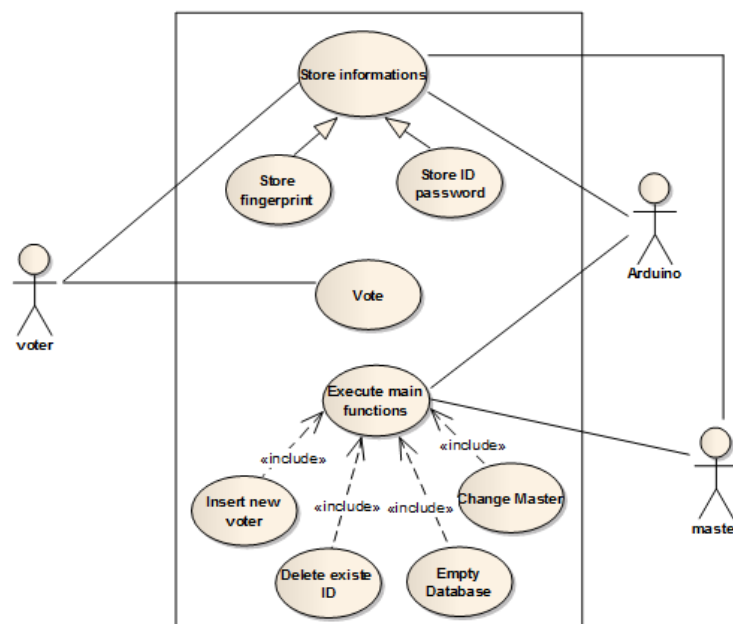 Store informations
Store
fingerprint
Store ID
password
Arduino
voter
Vote
Execute main
functions
«include»
«include»
«include»
«include»
Insert new
voter
Change Master
maste
Delete existe
ID
Empty
Database